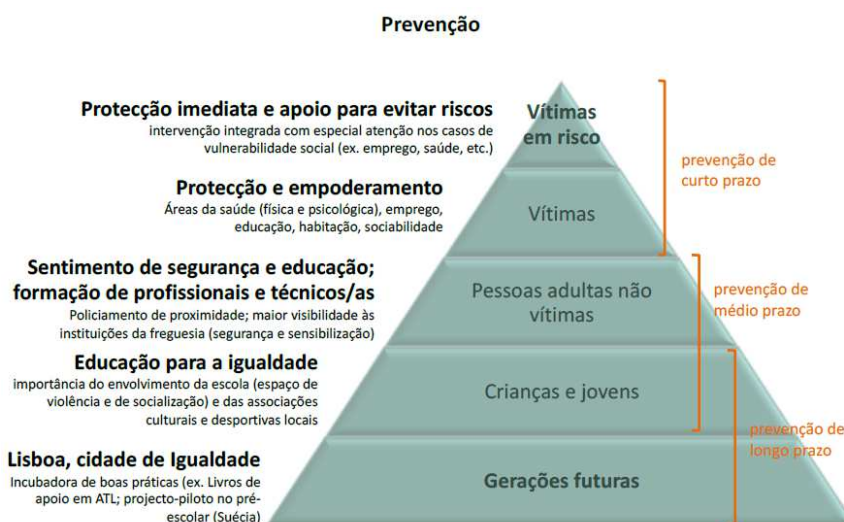 Prevenção
Protecção imediata e apoio para evitar riscos
intervenção integrada com especial atenção nos casos de
vulnerabilidade social (ex. emprego, saúde, etc.)
Vítimas
em risco
prevenção de
curto prazo
Protecção e empoderamento
Áreas da saúde (física e psicológica), emprego,
educação, habitação, sociabilidade
Vítimas
Sentimento de segurança e educação;
formação de profissionais e técnicos/as
Policiamento de proximidade; maior visibilidade às
instituições da freguesia (segurança e sensibilização)
Pessoas adultas não
vítimas
prevenção de
médio prazo
Educação para a igualdade
importância do envolvimento da escola (espaço de
violência e de socialização) e das associações
culturais e desportivas locais
Crianças e jovens
prevenção de
longo prazo
Lisboa, cidade de Igualdade
Incubadora de boas práticas (ex. Livros de
apoio em ATL; projecto-piloto no pré-
escolar (Suécia)
Gerações futuras